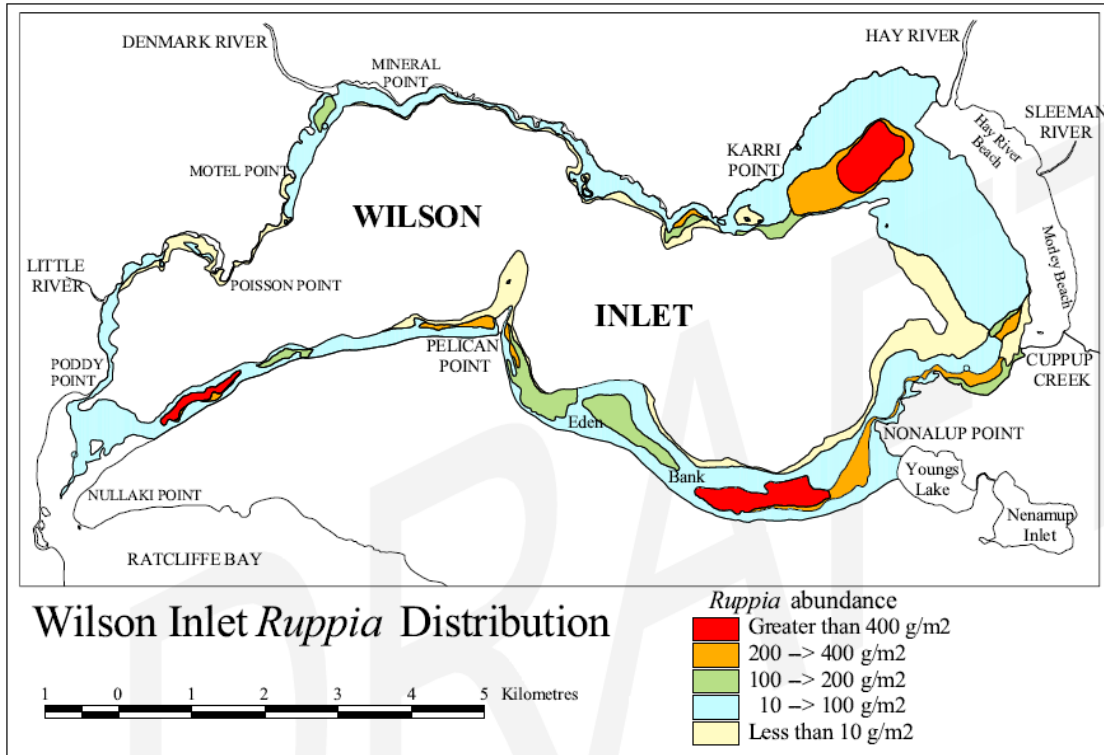 DENMARK RIVER
MINERAL
POINT
HAY RIVER
SLEEMAN
RIVER
Hay River
Beach
KARRI
POINT
MOTEL POINT
WILSON
Morley Beach
LITTLE
RIVER
POISSON POINT
INLET
PELICAN
POINT
PODDY
POINT
CUPPUP
CREEK
Eden
NONALUP POINT
Bank
Youngs
Lake
NULLAKI POINT
Nenamup
Inlet
RATCLIFFE BAY
DRAFT
Wilson Inlet Ruppia Distribution
Ruppia abundance
Greater than 400 g/m2
200 --> 400 g/m2
100 --> 200 g/m2
10 --> 100 g/m2
Less than 10 g/m2
1 0 1 2 3 4 5 Kilometres